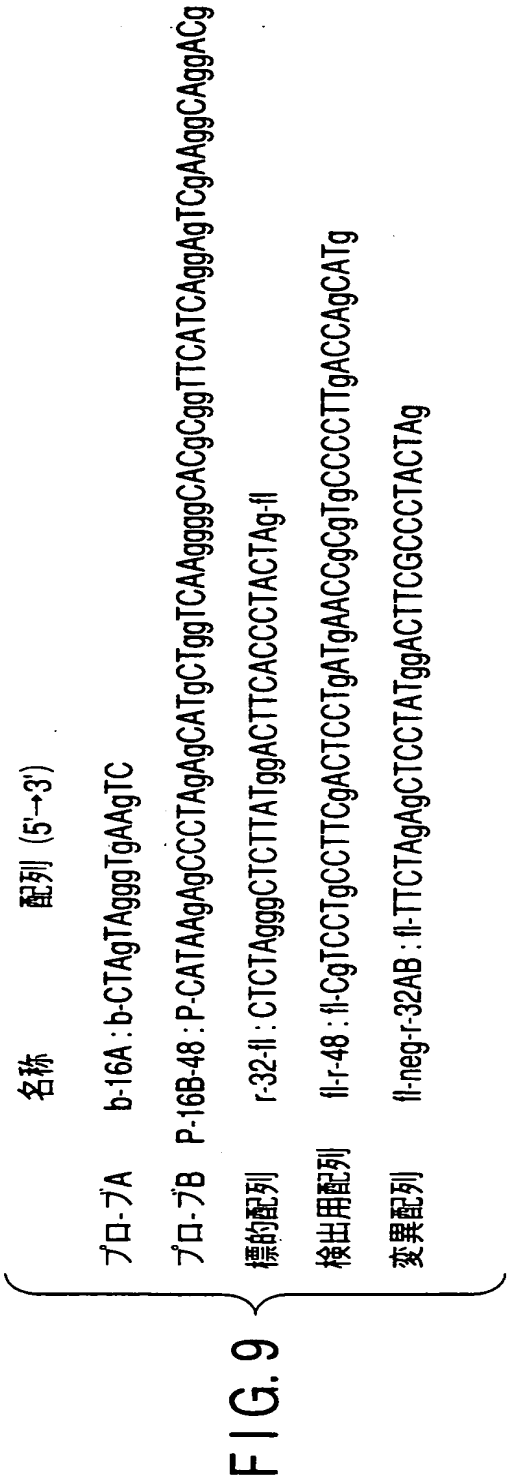 名称 配列 (5'→3')
プローブA b-16A : b-CTAgTAgggTgAAgTC
プローブB P-16B-48 : P-CATAAgAgCCCTAgAgCATgCTggTCAAggggCACgCggTTCATCAggAgTCgAAggCAggACg
標的配列 r-32-fl : CTCTAgggCTCTTATggACTTCACCCTACTAg-fl
検出用配列 fl-r-48 : fl-CgTCCTgCCTTCgACTCCTgATgAACCgCgTgCCCCTTgACCAgCATg
変異配列 fl-neg-r-32AB : fl-TTCTAgAgCTCCTATggACTTCGCCCTACTAg
FIG. 9